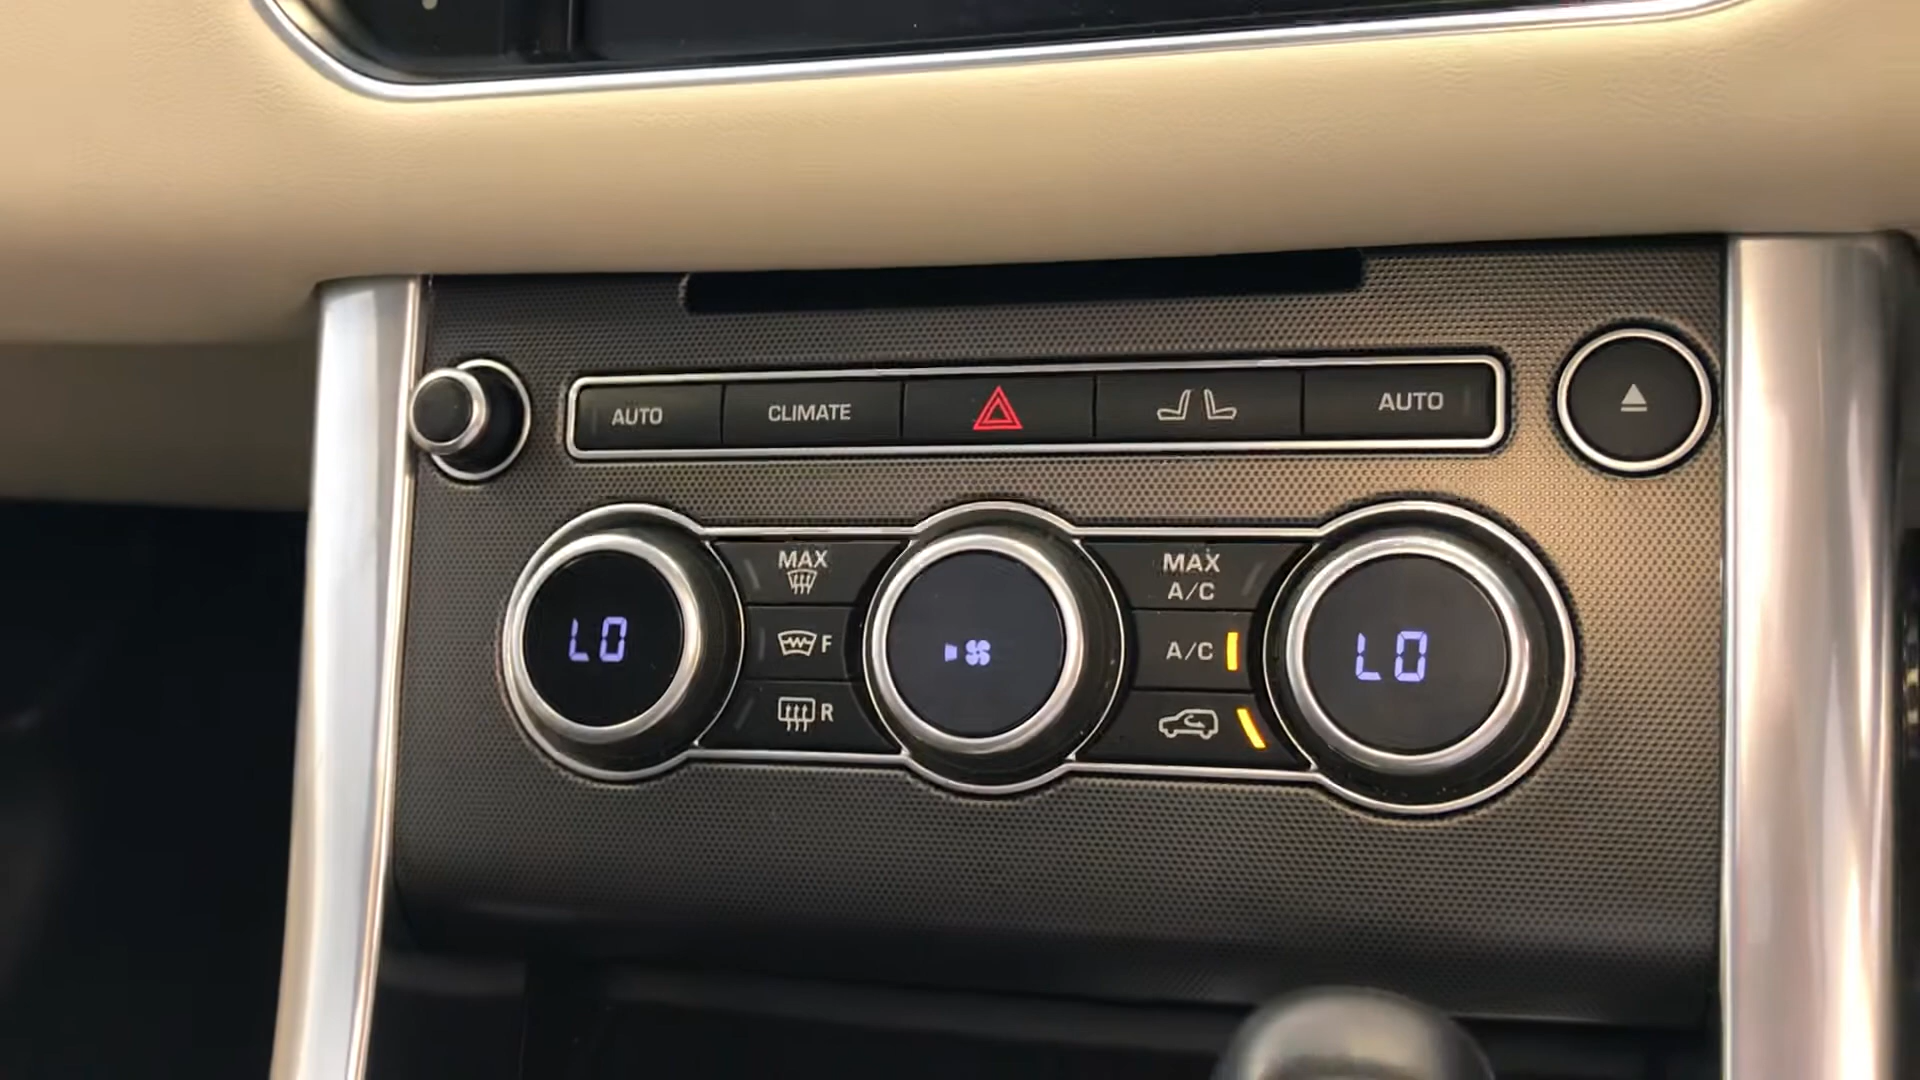 AUTO CLIMATE AUTO
MAX
F
R
MAX
A/C
A/C
LO
LO